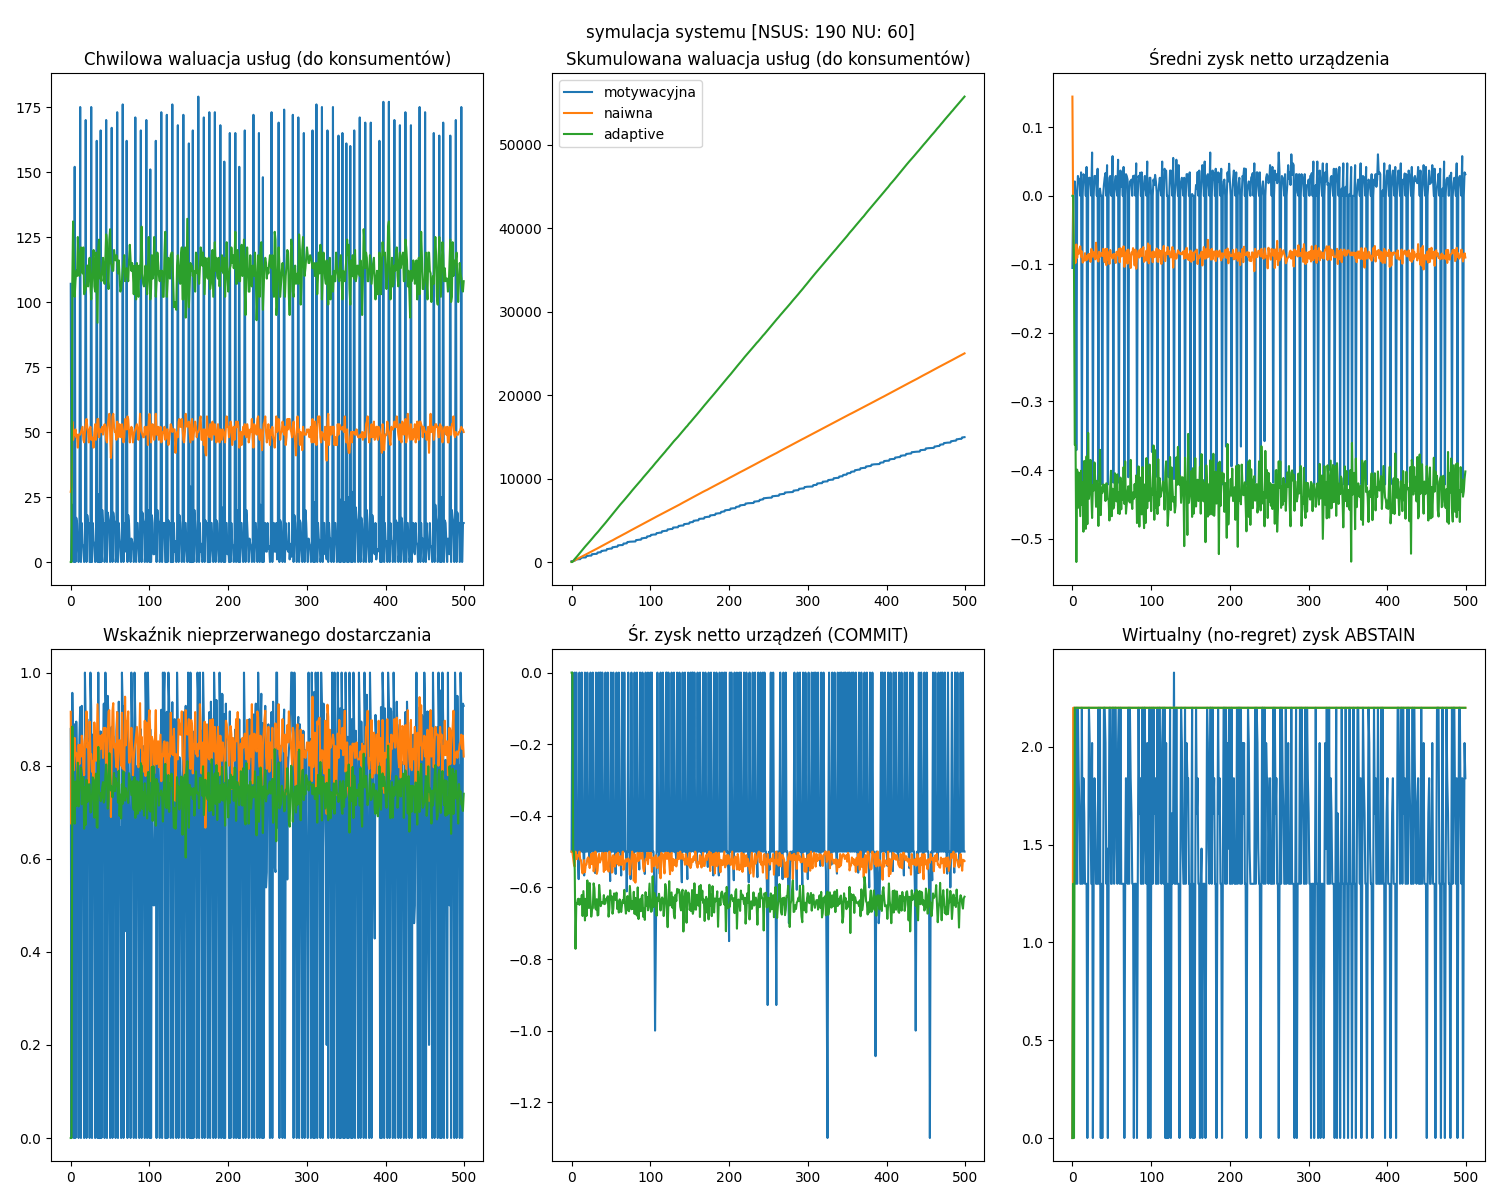 symulacja systemu [NSUS: 190 NU: 60]
Chwilowa waluacja usług (do konsumentów)
175
150
125
100
75
50
25
0
0 100 200 300 400 500
Skumulowana waluacja usług (do konsumentów)
motywacyjna
naiwna
adaptive
50000
40000
30000
20000
10000
0
0 100 200 300 400 500
Średni zysk netto urządzenia
0.1
0.0
−0.1
−0.2
−0.3
−0.4
−0.5
0 100 200 300 400 500
Wskaźnik nieprzerwanego dostarczania
1.0
0.8
0.6
0.4
0.2
0.0
0 100 200 300 400 500
Śr. zysk netto urządzeń (COMMIT)
0.0
−0.2
−0.4
−0.6
−0.8
−1.0
−1.2
0 100 200 300 400 500
Wirtualny (no-regret) zysk ABSTAIN
2.0
1.5
1.0
0.5
0.0
0 100 200 300 400 500